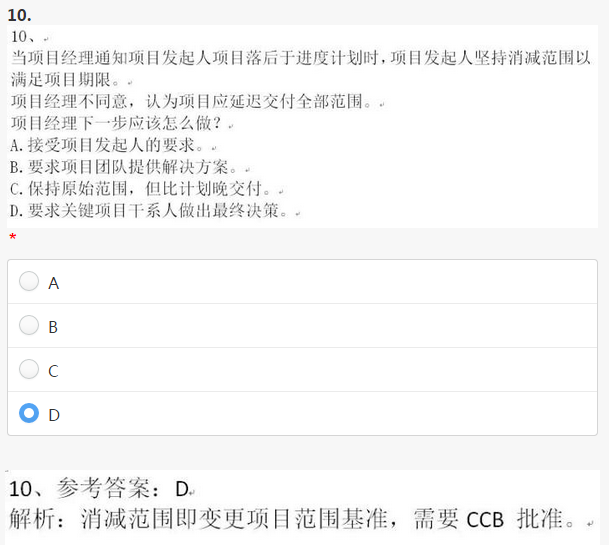 10.
10、
当项目经理通知项目发起人项目落后于进度计划时，项目发起人坚持消减范围以
满足项目期限。
项目经理不同意，认为项目应延迟交付全部范围。
项目经理下一步应该怎么做？
A.接受项目发起人的要求。
B.要求项目团队提供解决方案。
C.保持原始范围，但比计划晚交付。
D.要求关键项目干系人做出最终决策。
*
A
B
C
D
10、参考答案：D
解析：消减范围即变更项目范围基准，需要 CCB 批准。